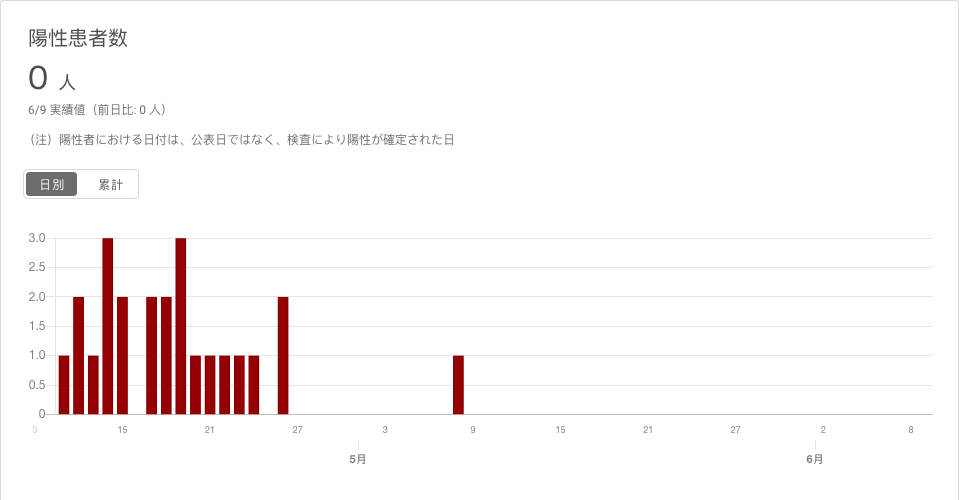 陽性患者数
0 人
6/9 実績値（前日比: 0 人）
（注）陽性者における日付は、公表日ではなく、検査により陽性が確定された日
日別 累計
3.0
2.5
2.0
1.5
1.0
0.5
0
9 15 21 27 3 9 15 21 27 2 8
5月 6月